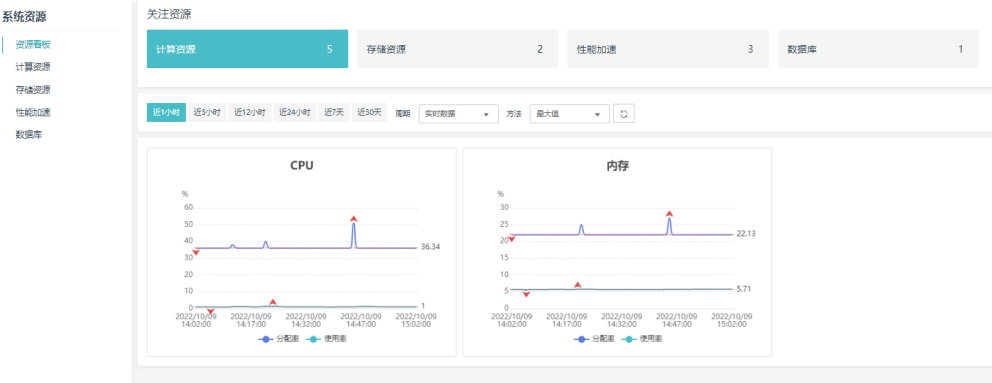 系统资源
资源看板
计算资源
存储资源
性能加速
数据库
关注资源
计算资源 5 存储资源 2 性能加速 3 数据库 1
近1小时 近3小时 近12小时 近24小时 近7天 近30天 周期 实时数据 方法 最大值
CPU
%
60
50
40
36.34
30
20
10
1
0
2022/10/09 2022/10/09 2022/10/09 2022/10/09 2022/10/09
14:02:00 14:17:00 14:32:00 14:47:00 15:02:00
分配率 使用率
内存
%
30
25
22.13
20
15
10
5.71
5
0
2022/10/09 2022/10/09 2022/10/09 2022/10/09 2022/10/09
14:02:00 14:17:00 14:32:00 14:47:00 15:02:00
分配率 使用率